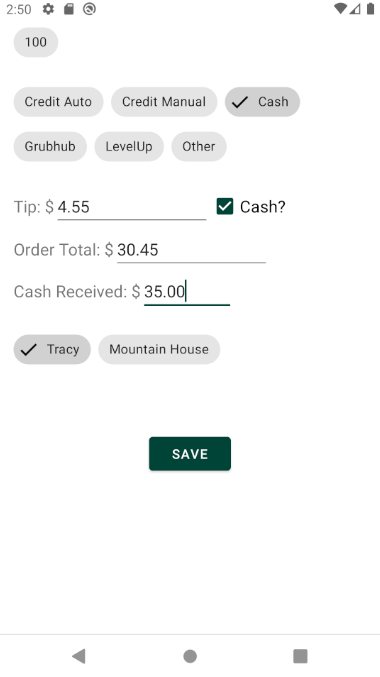 2:50
100
Credit Auto Credit Manual Cash
Grubhub LevelUp Other
Tip: $ 4.55 Cash?
Order Total: $ 30.45
Cash Received: $ 35.00
Tracy Mountain House
SAVE